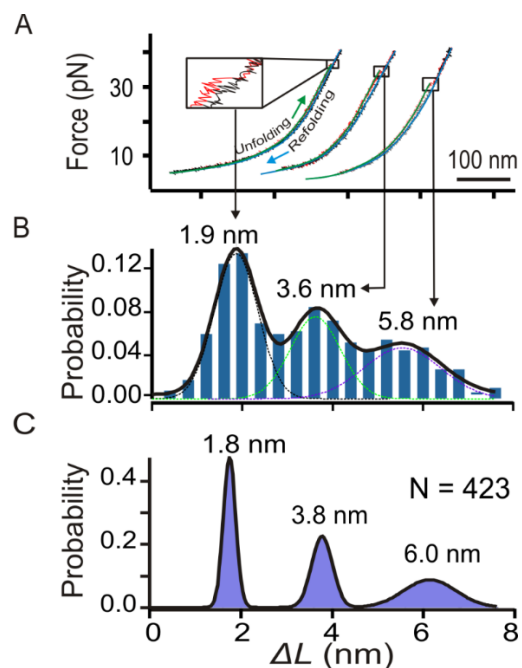 A
Force (pN)
30
10
Unfolding
Refolding
100 nm
B
Probability
0.12
0.08
0.04
0.00
1.9 nm
3.6 nm
5.8 nm
C
Probability
0.4
0.2
0.0
1.8 nm
3.8 nm
6.0 nm
N = 423
0 2 4 6 8
ΔL (nm)